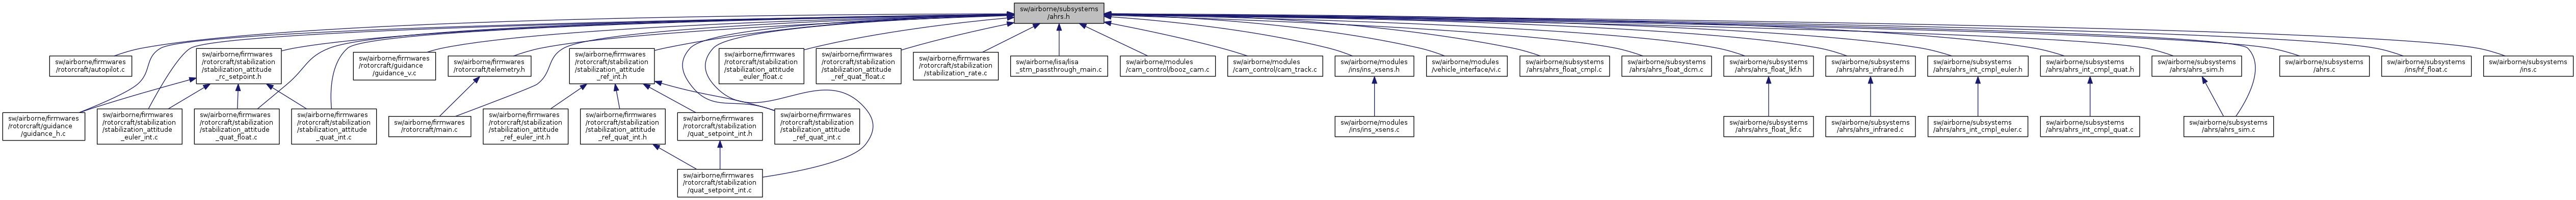 sw/airborne/subsystems
/ahrs.h
sw/airborne/firmwares
/rotorcraft/autopilot.c
sw/airborne/firmwares
/rotorcraft/stabilization
/stabilization_attitude
_rc_setpoint.h
sw/airborne/firmwares
/rotorcraft/guidance
/guidance_v.c
sw/airborne/firmwares
/rotorcraft/telemetry.h
sw/airborne/firmwares
/rotorcraft/stabilization
/stabilization_attitude
_ref_int.h
sw/airborne/firmwares
/rotorcraft/stabilization
/stabilization_attitude
_euler_float.c
sw/airborne/firmwares
/rotorcraft/stabilization
/stabilization_attitude
_ref_quat_float.c
sw/airborne/firmwares
/rotorcraft/stabilization
/stabilization_rate.c
sw/airborne/lisa/lisa
_stm_passthrough_main.c
sw/airborne/modules
/cam_control/booz_cam.c
sw/airborne/modules
/cam_control/cam_track.c
sw/airborne/modules
/ins/ins_xsens.h
sw/airborne/modules
/vehicle_interface/vi.c
sw/airborne/subsystems
/ahrs/ahrs_float_cmpl.c
sw/airborne/subsystems
/ahrs/ahrs_float_dcm.c
sw/airborne/subsystems
/ahrs/ahrs_float_lkf.h
sw/airborne/subsystems
/ahrs/ahrs_infrared.h
sw/airborne/subsystems
/ahrs/ahrs_int_cmpl_euler.h
sw/airborne/subsystems
/ahrs/ahrs_int_cmpl_quat.h
sw/airborne/subsystems
/ahrs/ahrs_sim.h
sw/airborne/subsystems
/ahrs.c
sw/airborne/subsystems
/ins/hf_float.c
sw/airborne/subsystems
/ins.c
sw/airborne/firmwares
/rotorcraft/guidance
/guidance_h.c
sw/airborne/firmwares
/rotorcraft/stabilization
/stabilization_attitude
_euler_int.c
sw/airborne/firmwares
/rotorcraft/stabilization
/stabilization_attitude
_quat_float.c
sw/airborne/firmwares
/rotorcraft/stabilization
/stabilization_attitude
_quat_int.c
sw/airborne/firmwares
/rotorcraft/main.c
sw/airborne/firmwares
/rotorcraft/stabilization
/stabilization_attitude
_ref_euler_int.h
sw/airborne/firmwares
/rotorcraft/stabilization
/stabilization_attitude
_ref_quat_int.h
sw/airborne/firmwares
/rotorcraft/stabilization
/quat_setpoint_int.h
sw/airborne/firmwares
/rotorcraft/stabilization
/stabilization_attitude
_ref_quat_int.c
sw/airborne/modules
/ins/ins_xsens.c
sw/airborne/subsystems
/ahrs/ahrs_float_lkf.c
sw/airborne/subsystems
/ahrs/ahrs_infrared.c
sw/airborne/subsystems
/ahrs/ahrs_int_cmpl_euler.c
sw/airborne/subsystems
/ahrs/ahrs_int_cmpl_quat.c
sw/airborne/subsystems
/ahrs/ahrs_sim.c
sw/airborne/firmwares
/rotorcraft/stabilization
/quat_setpoint_int.c